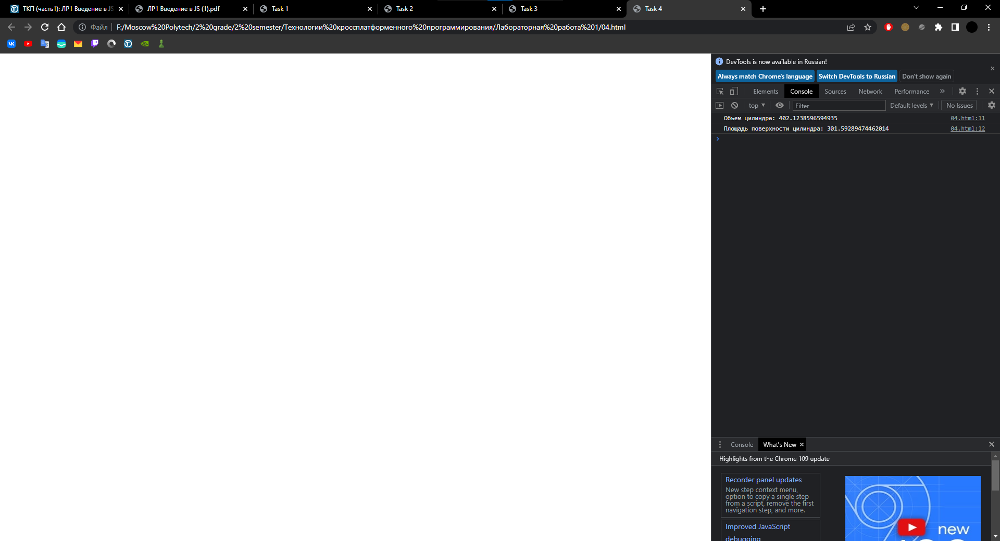 ТКП (часть1): ЛР1 Введение в JS
ЛР1 Введение в JS (1).pdf
Task 1
Task 2
Task 3
Task 4
Файл
F:/Moscow%20Polytech/2%20grade/2%20semester/Технологии%20кроссплатформенного%20программирования/Лабораторная%20работа%201/04.html
DevTools is now available in Russian!
Always match Chrome's language
Switch DevTools to Russian
Don't show again
Elements
Console
Sources
Network
Performance
top
Filter
Default levels
No Issues
Объем цилиндра: 402.1238596594935
04.html:11
Площадь поверхности цилиндра: 301.59289474462014
04.html:12
Console
What's New
Highlights from the Chrome 109 update
Recorder panel updates
New step context menu,
option to copy a single step
from a script, remove the first
navigation step, and more.
Improved JavaScript
debugging
new